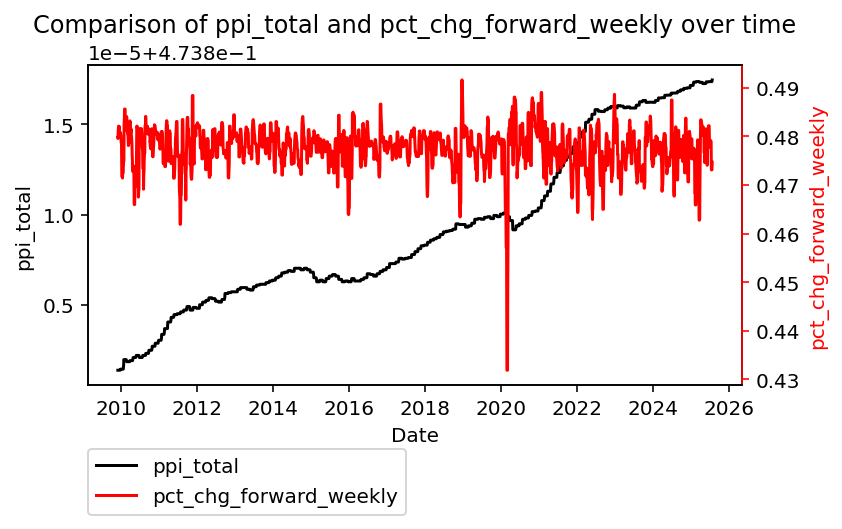 Comparison of ppi_total and pct_chg_forward_weekly over time
1e−5+4.738e−1
1.5
1.0
0.5
ppi_total
0.49
0.48
0.47
0.46
0.45
0.44
0.43
pct_chg_forward_weekly
2010 2012 2014 2016 2018 2020 2022 2024 2026
Date
ppi_total
pct_chg_forward_weekly